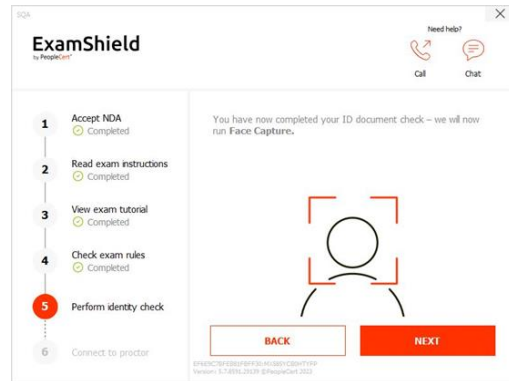 SQA
ExamShield
by PeopleCert
Need help?
Call
Chat
1
Accept NDA
Completed
2
Read exam instructions
Completed
3
View exam tutorial
Completed
4
Check exam rules
Completed
5
Perform identity check
6
Connect to proctor
You have now completed your ID document check – we will now
run Face Capture.
BACK
NEXT
©PeopleCert 2022